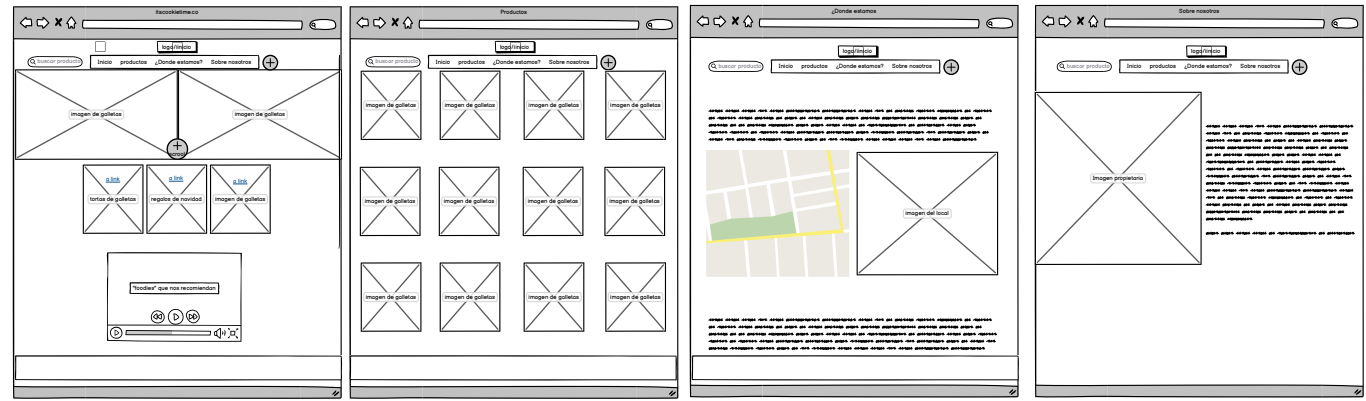 itscookietime.co
logo/Iinicio
buscar producto
Inicio productos ¿Donde estamos? Sobre nosotros
imagen de galletas
imagen de galletas
a link
tortas de galletas
a link
regalos de navidad
a link
imagen de galletas
"foodies" que nos recomiendan
Productos
logo/Iinicio
buscar producto
Inicio productos ¿Donde estamos? Sobre nosotros
imagen de galletas
imagen de galletas
imagen de galletas
imagen de galletas
imagen de galletas
imagen de galletas
imagen de galletas
imagen de galletas
imagen de galletas
imagen de galletas
imagen de galletas
imagen de galletas
¿Donde estamos
logo/Iinicio
buscar producto
Inicio productos ¿Donde estamos? Sobre nosotros
imagen del local
Sobre nosotros
logo/Iinicio
buscar producto
Inicio productos ¿Donde estamos? Sobre nosotros
Imagen propietaria